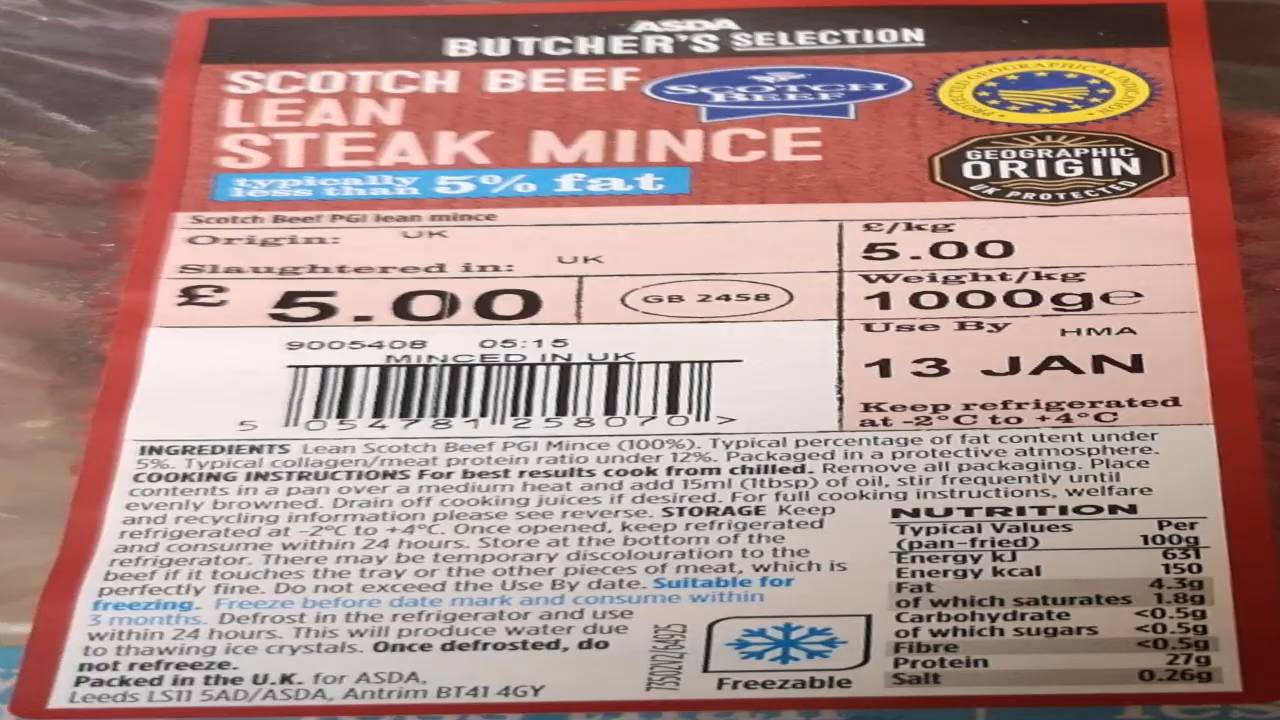 ASDA
BUTCHER'S SELECTION
SCOTCH BEEF
LEAN
STEAK MINCE
typically
less than 5% fat
SCOTCH
BEEF
PROTECTED GEOGRAPHICAL INDICATION
GEOGRAPHIC
ORIGIN
UK PROTECTED
Scotch Beef PGI lean mince
Origin: UK
Slaughtered in: UK
£ 5.00
GB 2458
£/kg
5.00
Weight/kg
1000g℮
Use By HMA
13 JAN
Keep refrigerated
at -2°C to +4°C
9005408 05:15
MINCED IN UK
5 054781 258070 >
INGREDIENTS Lean Scotch Beef PGI Mince (100%). Typical percentage of fat content under
5%. Typical collagen/meat protein ratio under 12%. Packaged in a protective atmosphere.
COOKING INSTRUCTIONS For best results cook from chilled. Remove all packaging. Place
contents in a pan over a medium heat and add 15ml (1tbsp) of oil, stir frequently until
evenly browned. Drain off cooking juices if desired. For full cooking instructions, welfare
and recycling information please see reverse. STORAGE Keep
refrigerated at -2°C to +4°C. Once opened, keep refrigerated
and consume within 24 hours. Store at the bottom of the
refrigerator. There may be temporary discolouration to the
beef if it touches the tray or the other pieces of meat, which is
perfectly fine. Do not exceed the Use By date. Suitable for
freezing. Freeze before date mark and consume within
3 months. Defrost in the refrigerator and use
within 24 hours. This will produce water due
to thawing ice crystals. Once defrosted, do
not refreeze.
Packed in the U.K. for ASDA,
Leeds LS11 5AD/ASDA, Antrim BT41 4GY
73502V2/64925
Freezable
NUTRITION
Typical Values Per
(pan-fried) 100g
Energy kJ 631
Energy kcal 150
Fat 4.3g
of which saturates 1.8g
Carbohydrate <0.5g
of which sugars <0.5g
Fibre <0.5g
Protein 27g
Salt 0.26g